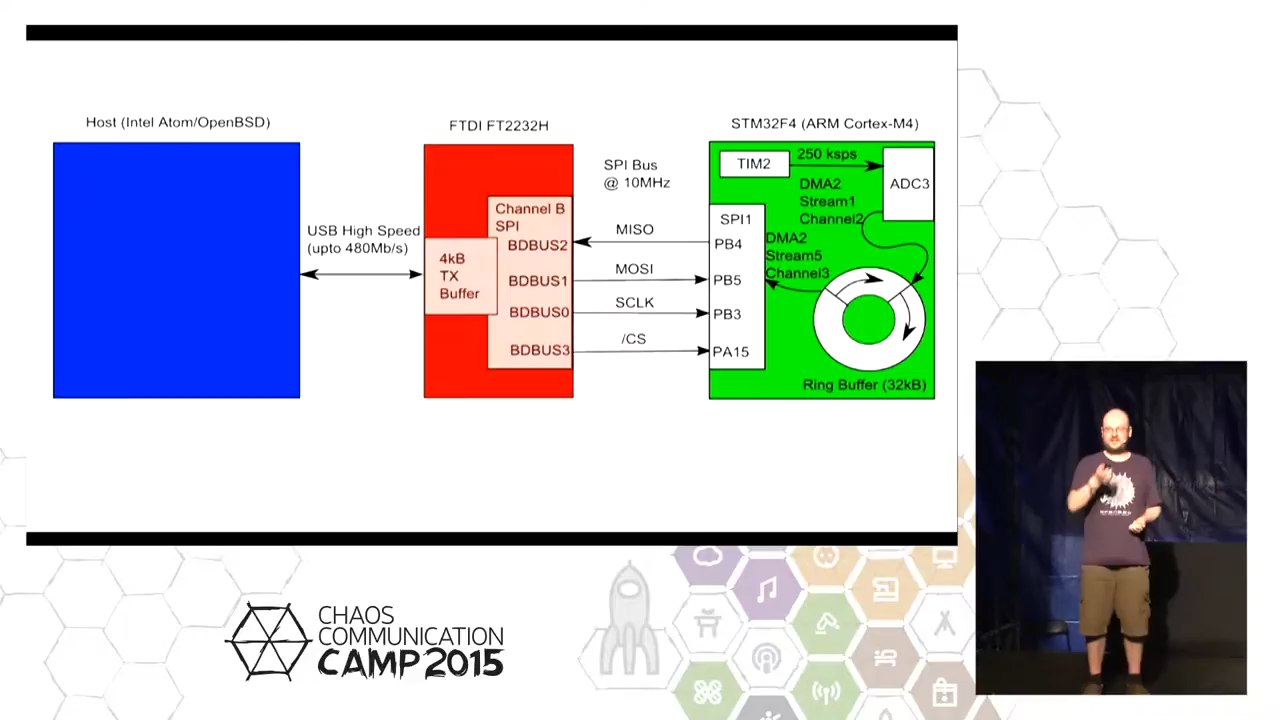 Host (Intel Atom/OpenBSD)
USB High Speed
(upto 480Mb/s)
FTDI FT2232H
4kB
TX
Buffer
Channel B
SPI
BDBUS2
BDBUS1
BDBUS0
BDBUS3
SPI Bus
@ 10MHz
MISO
MOSI
SCLK
/CS
STM32F4 (ARM Cortex-M4)
TIM2
250 ksps
ADC3
DMA2
Stream1
Channel2
SPI1
PB4
PB5
PB3
PA15
DMA2
Stream5
Channel3
Ring Buffer (32kB)
CHAOS
COMMUNICATION
CAMP 2015